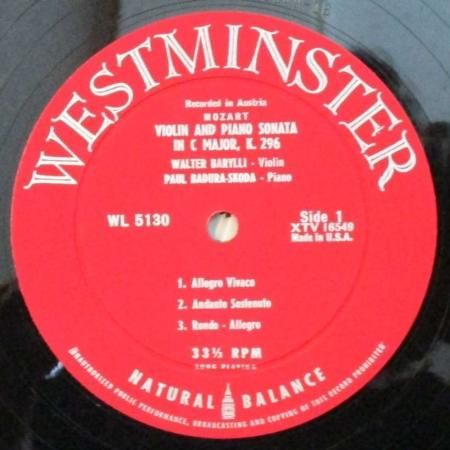 WESTMINSTER
Recorded in Austria
MOZART
VIOLIN AND PIANO SONATA
IN C MAJOR, K. 296
WALTER BARYLLI - Violin
PAUL BADURA-SKODA - Piano
WL 5130
Side 1
XTV 16549
Made in U.S.A.
1. Allegro Vivace
2. Andante Sostenuto
3. Rondo - Allegro
33⅓ RPM
LONG PLAYING
NATURAL BALANCE
UNAUTHORIZED PUBLIC PERFORMANCE, BROADCASTING AND COPYING OF THIS RECORD PROHIBITED